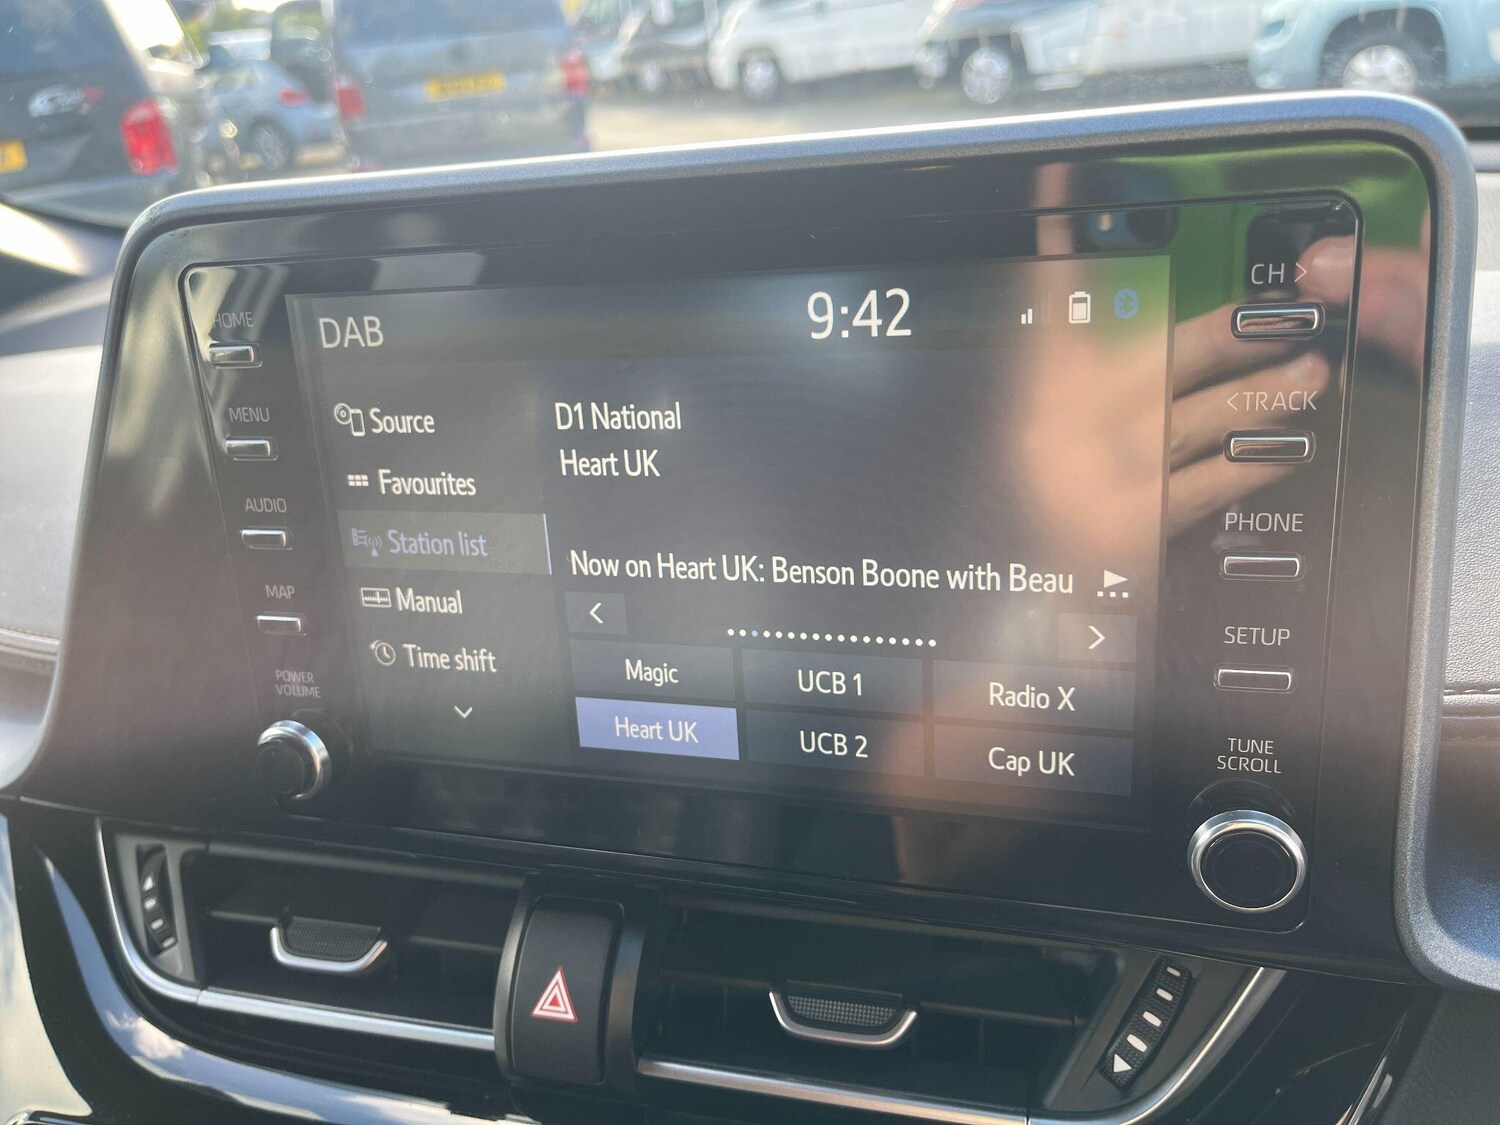 DAB
9:42
Source
Favourites
Station list
Manual
Time shift
D1 National
Heart UK
Now on Heart UK: Benson Boone with Beau
Magic
UCB 1
Radio X
Heart UK
UCB 2
Cap UK
HOME
MENU
AUDIO
MAP
POWER
VOLUME
CH >
< TRACK
PHONE
SETUP
TUNE
SCROLL